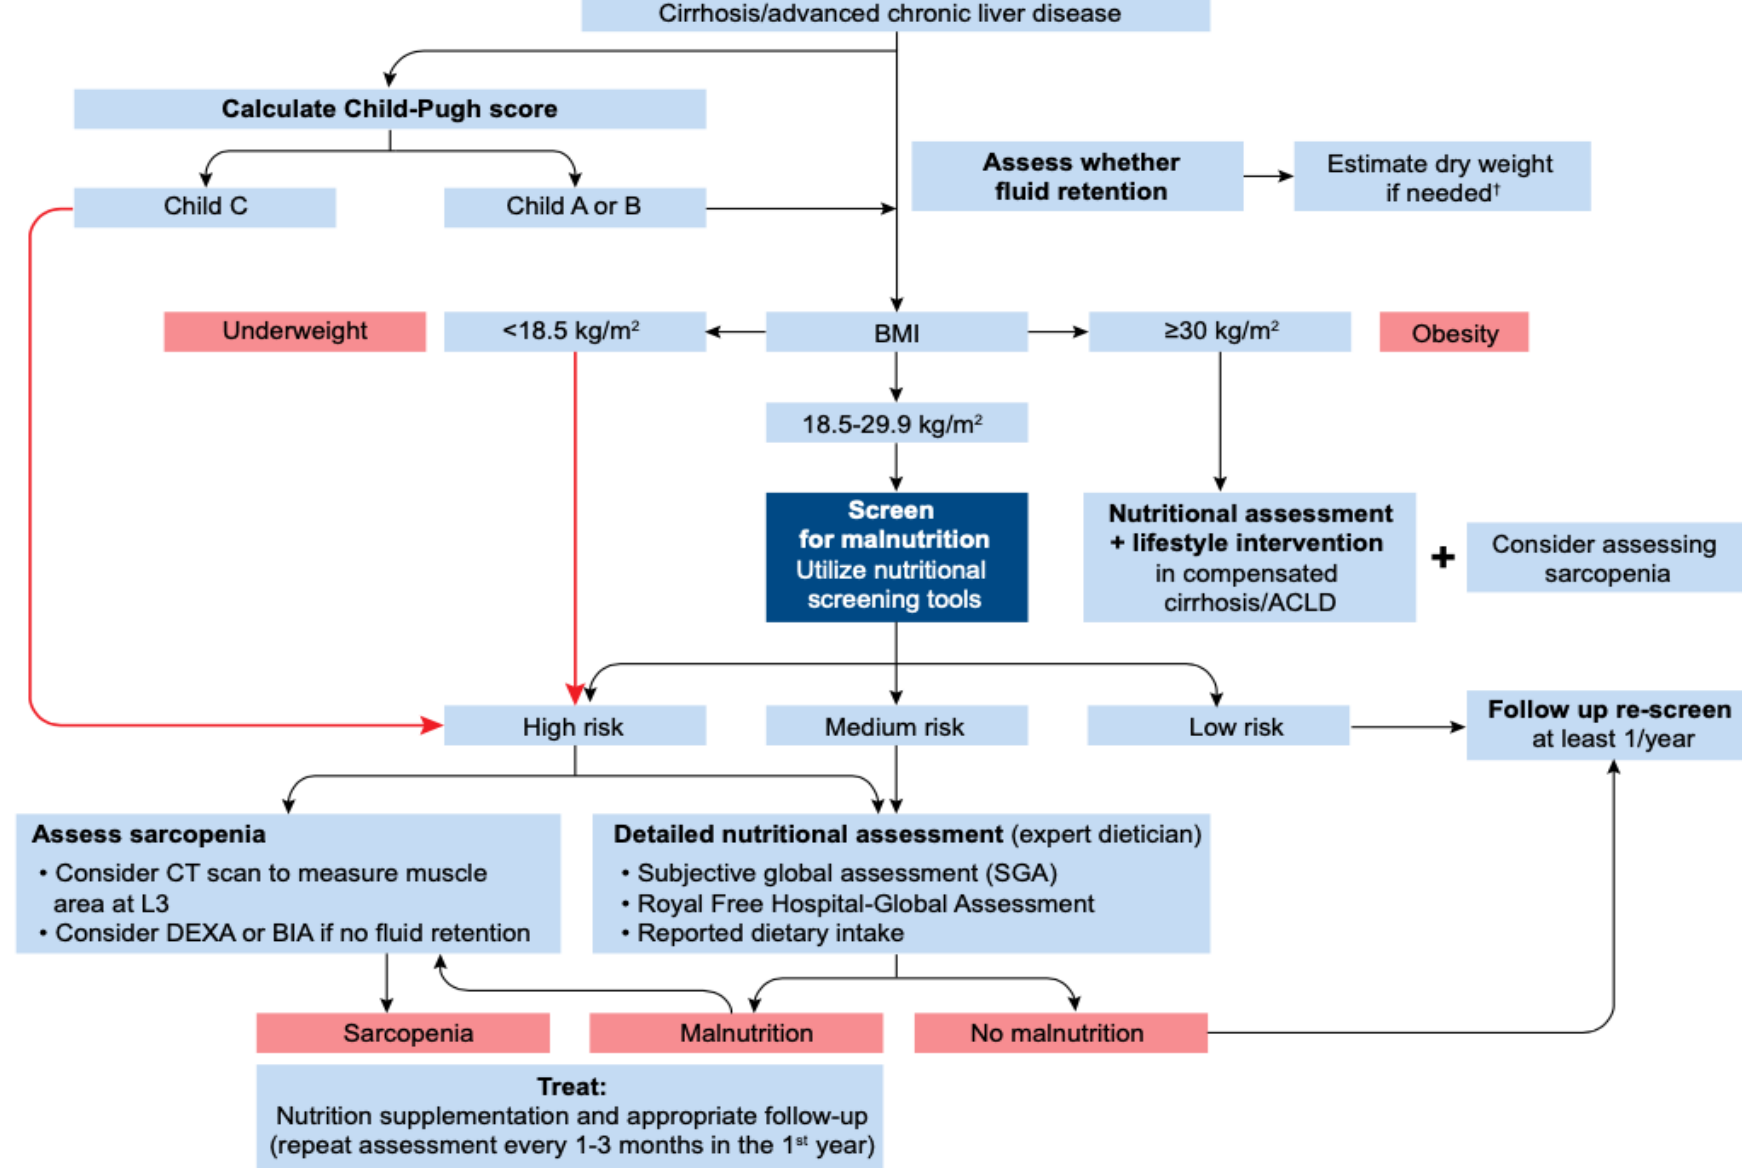 Cirrhosis/advanced chronic liver disease
Calculate Child-Pugh score
Child C
Child A or B
Assess whether
fluid retention
Estimate dry weight
if needed†
Underweight
<18.5 kg/m²
BMI
≥30 kg/m²
Obesity
18.5-29.9 kg/m²
Screen
for malnutrition
Utilize nutritional
screening tools
Nutritional assessment
+ lifestyle intervention
in compensated
cirrhosis/ACLD
+
Consider assessing
sarcopenia
High risk
Medium risk
Low risk
Follow up re-screen
at least 1/year
Assess sarcopenia
• Consider CT scan to measure muscle
area at L3
• Consider DEXA or BIA if no fluid retention
Detailed nutritional assessment (expert dietician)
• Subjective global assessment (SGA)
• Royal Free Hospital-Global Assessment
• Reported dietary intake
Sarcopenia
Malnutrition
No malnutrition
Treat:
Nutrition supplementation and appropriate follow-up
(repeat assessment every 1-3 months in the 1st year)